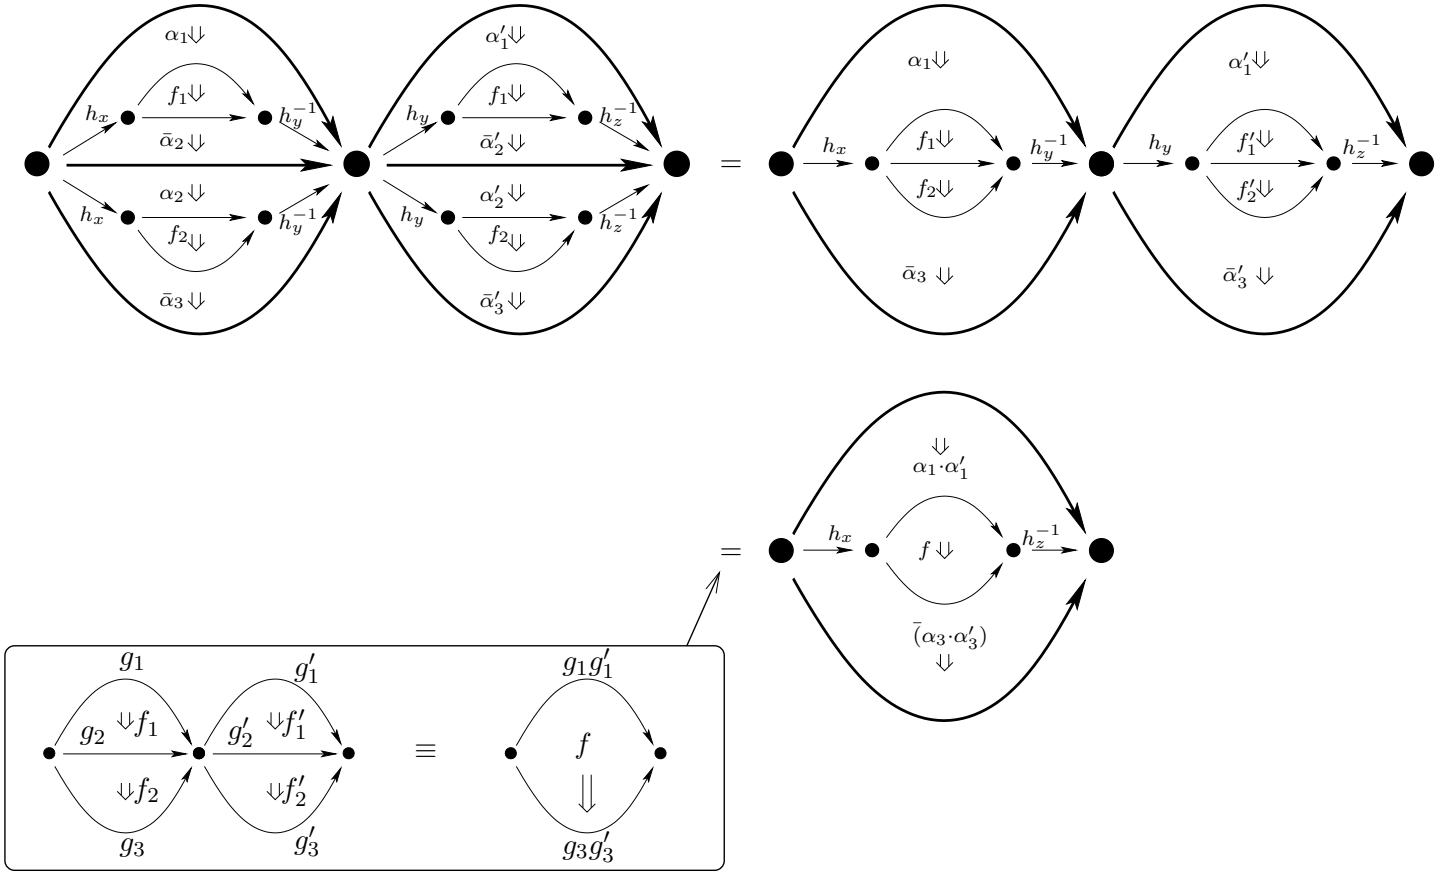 α₁⇓ α′₁⇓ α₁⇓ α′₁⇓
f₁⇓ f₁⇓
hₓ h_y⁻¹ h_y h_z⁻¹
ᾱ₂⇓ ᾱ′₂⇓
= hₓ f₁⇓ h_y⁻¹ h_y f′₁⇓ h_z⁻¹
α₂⇓ α′₂⇓ f₂⇓ f′₂⇓
hₓ h_y⁻¹ h_y h_z⁻¹
f₂⇓ f₂⇓
ᾱ₃⇓ ᾱ′₃⇓ ᾱ₃⇓ ᾱ′₃⇓
⇓
α₁·α′₁
= hₓ f⇓ h_z⁻¹
¯(α₃·α′₃)
⇓
g₁ g′₁ g₁g′₁
⇓f₁ ⇓f′₁
g₂ g′₂ ≡ f
⇓f₂ ⇓f′₂ ⇓
g₃ g′₃ g₃g′₃